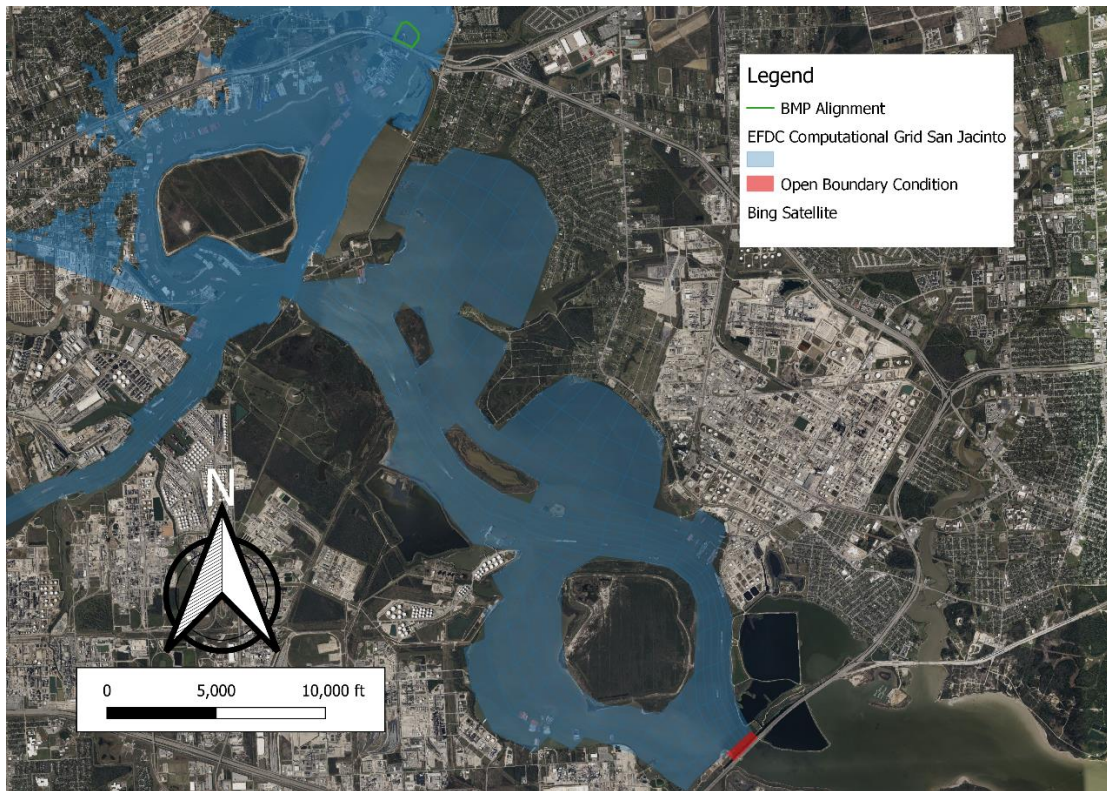 Legend
BMP Alignment
EFDC Computational Grid San Jacinto
Open Boundary Condition
Bing Satellite
N
0 5,000 10,000 ft